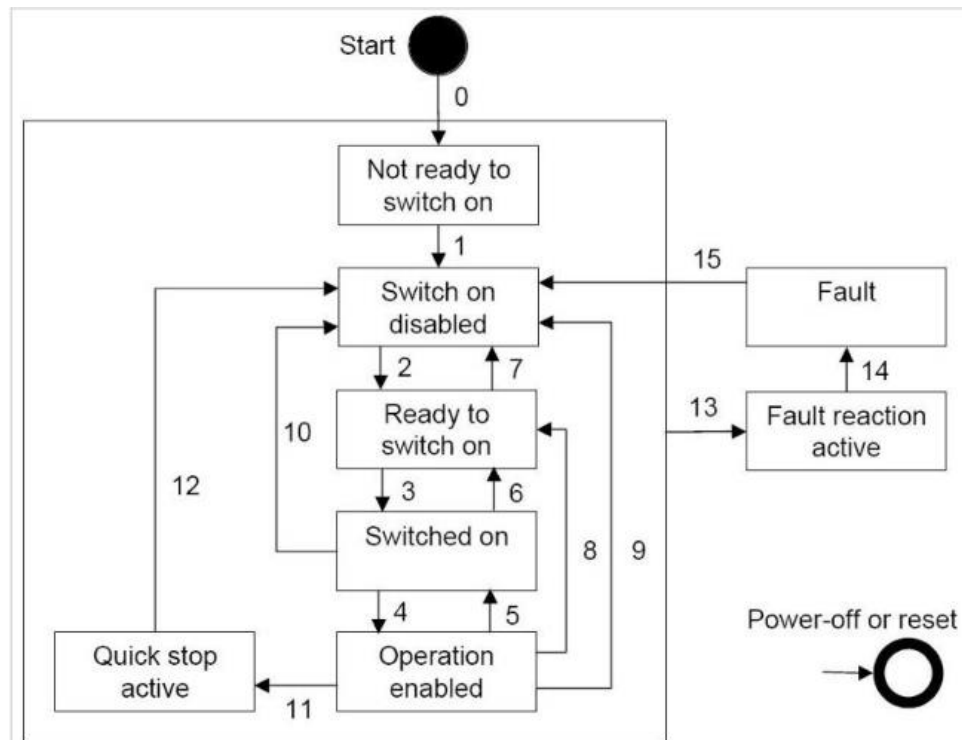 Start
0
Not ready to
switch on
1
15
Switch on
disabled
Fault
2
7
14
10
Ready to
switch on
13
Fault reaction
active
12
3
6
Switched on
8
9
4
5
Power-off or reset
Quick stop
active
Operation
enabled
11